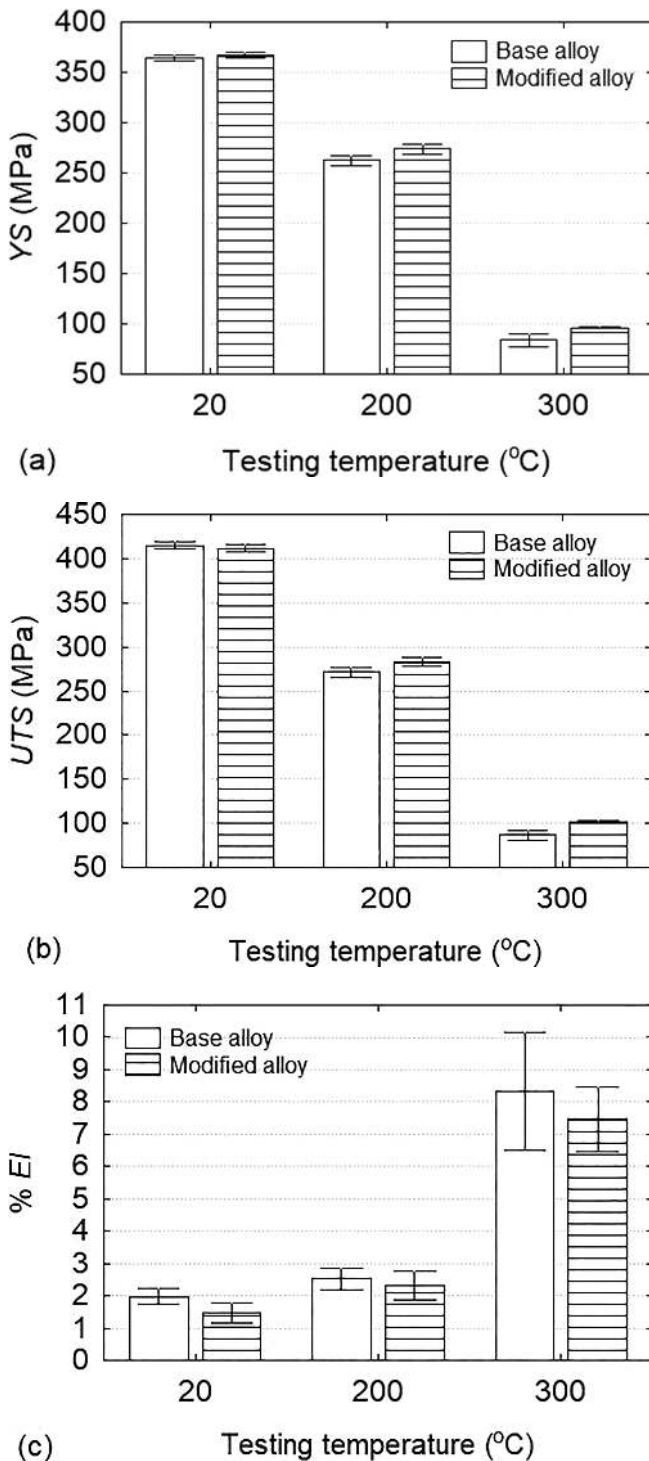 400
350
300
250
200
150
100
50
YS (MPa)
Base alloy
Modified alloy
20 200 300
(a) Testing temperature (°C)
450
400
350
300
250
200
150
100
50
UTS (MPa)
Base alloy
Modified alloy
20 200 300
(b) Testing temperature (°C)
11
10
9
8
7
6
5
4
3
2
1
0
% El
Base alloy
Modified alloy
20 200 300
(c) Testing temperature (°C)